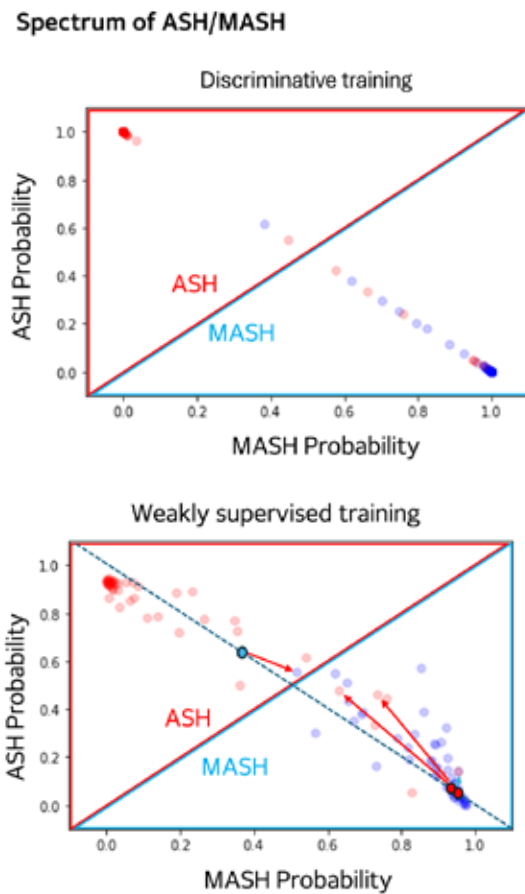 Spectrum of ASH/MASH
Discriminative training
ASH Probability
1.0
0.8
0.6
0.4
0.2
0.0
ASH
MASH
0.0 0.2 0.4 0.6 0.8 1.0
MASH Probability
Weakly supervised training
ASH Probability
1.0
0.8
0.6
0.4
0.2
0.0
ASH
MASH
0.0 0.2 0.4 0.6 0.8 1.0
MASH Probability